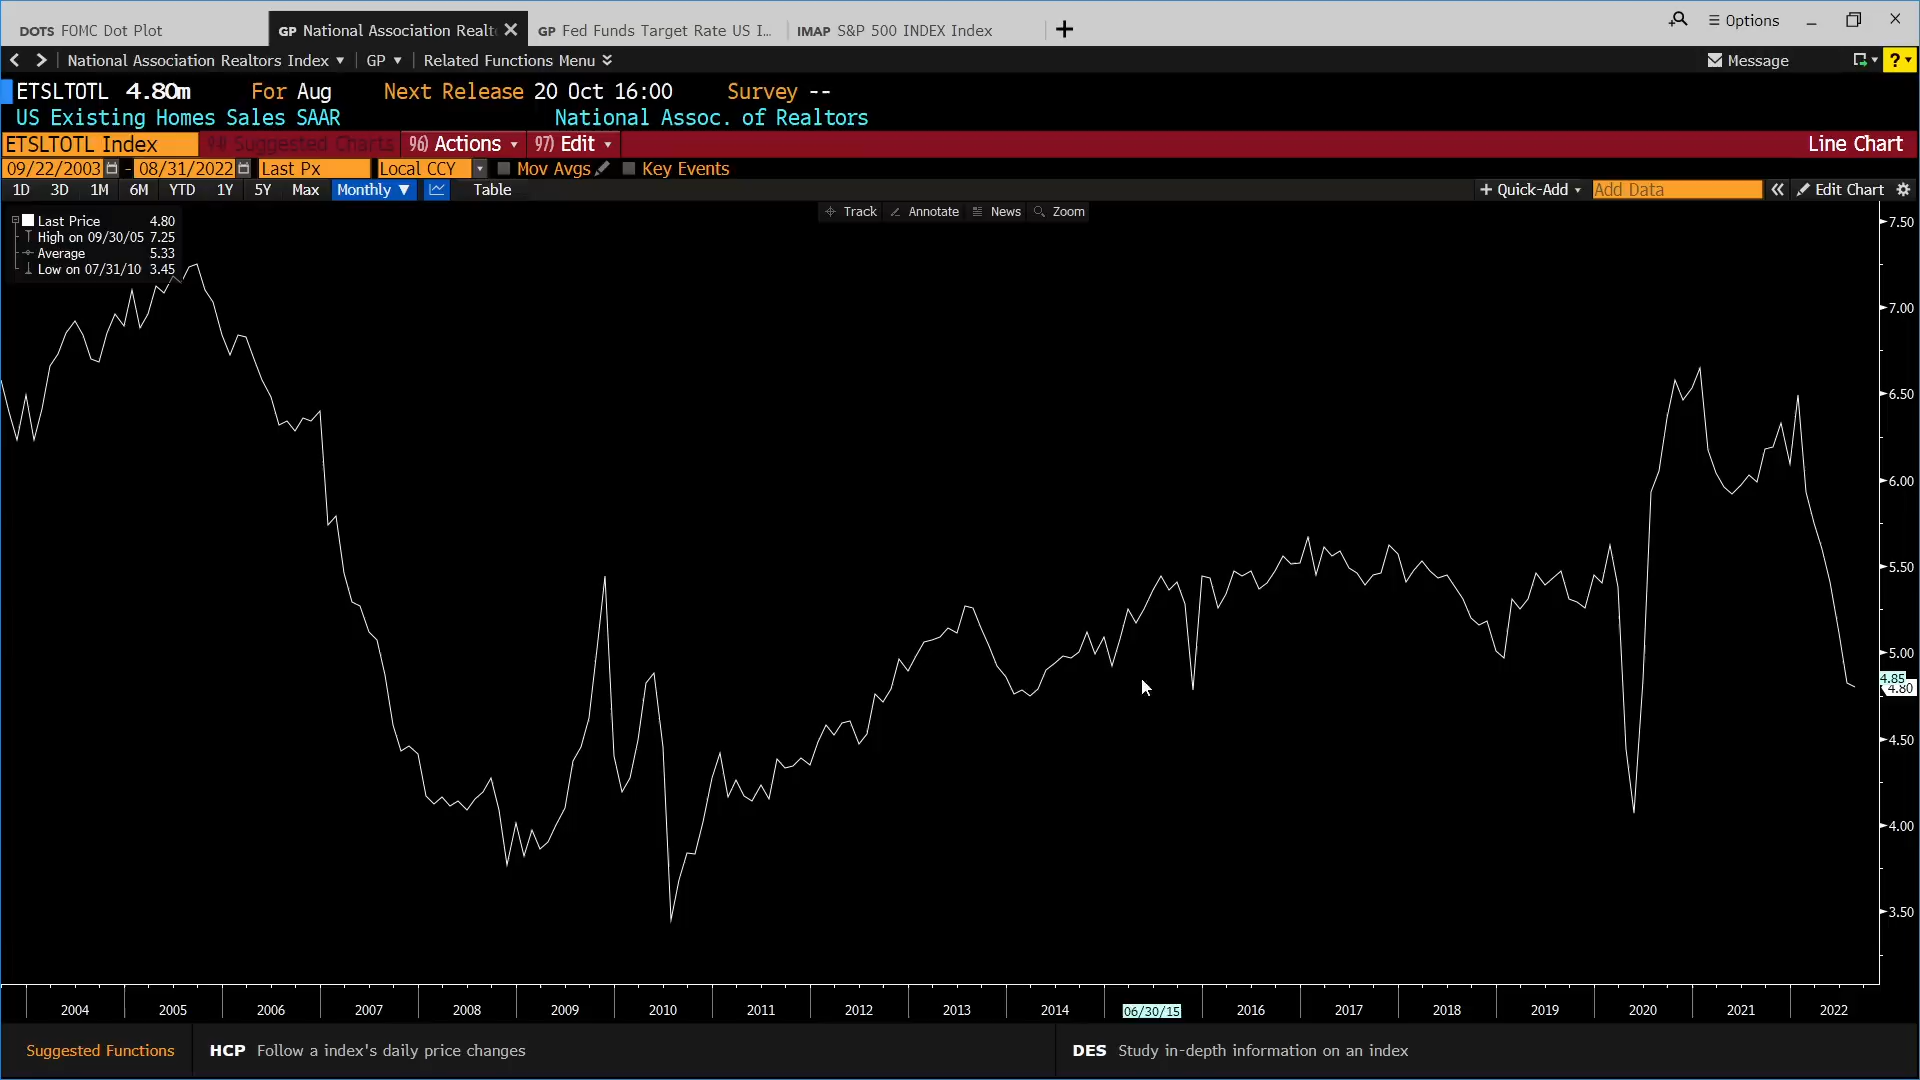 DOTS FOMC Dot Plot
GP National Association Realt
GP Fed Funds Target Rate US I...
IMAP S&P 500 INDEX Index
Options
National Association Realtors Index
GP
Related Functions Menu
Message
?
ETSLTOTL 4.80m For Aug Next Release 20 Oct 16:00 Survey --
US Existing Homes Sales SAAR National Assoc. of Realtors
ETSLTOTL Index 94) Suggested Charts 96) Actions 97) Edit Line Chart
09/22/2003 - 08/31/2022 Last Px Local CCY Mov Avgs Key Events
1D 3D 1M 6M YTD 1Y 5Y Max Monthly ▼ Table + Quick-Add Add Data « Edit Chart
Track Annotate News Zoom
Last Price 4.80
High on 09/30/05 7.25
Average 5.33
Low on 07/31/10 3.45
7.50
7.00
6.50
6.00
5.50
5.00
4.85
4.80
4.50
4.00
3.50
2004 2005 2006 2007 2008 2009 2010 2011 2012 2013 2014 06/30/15 2016 2017 2018 2019 2020 2021 2022
Suggested Functions HCP Follow a index's daily price changes DES Study in-depth information on an index